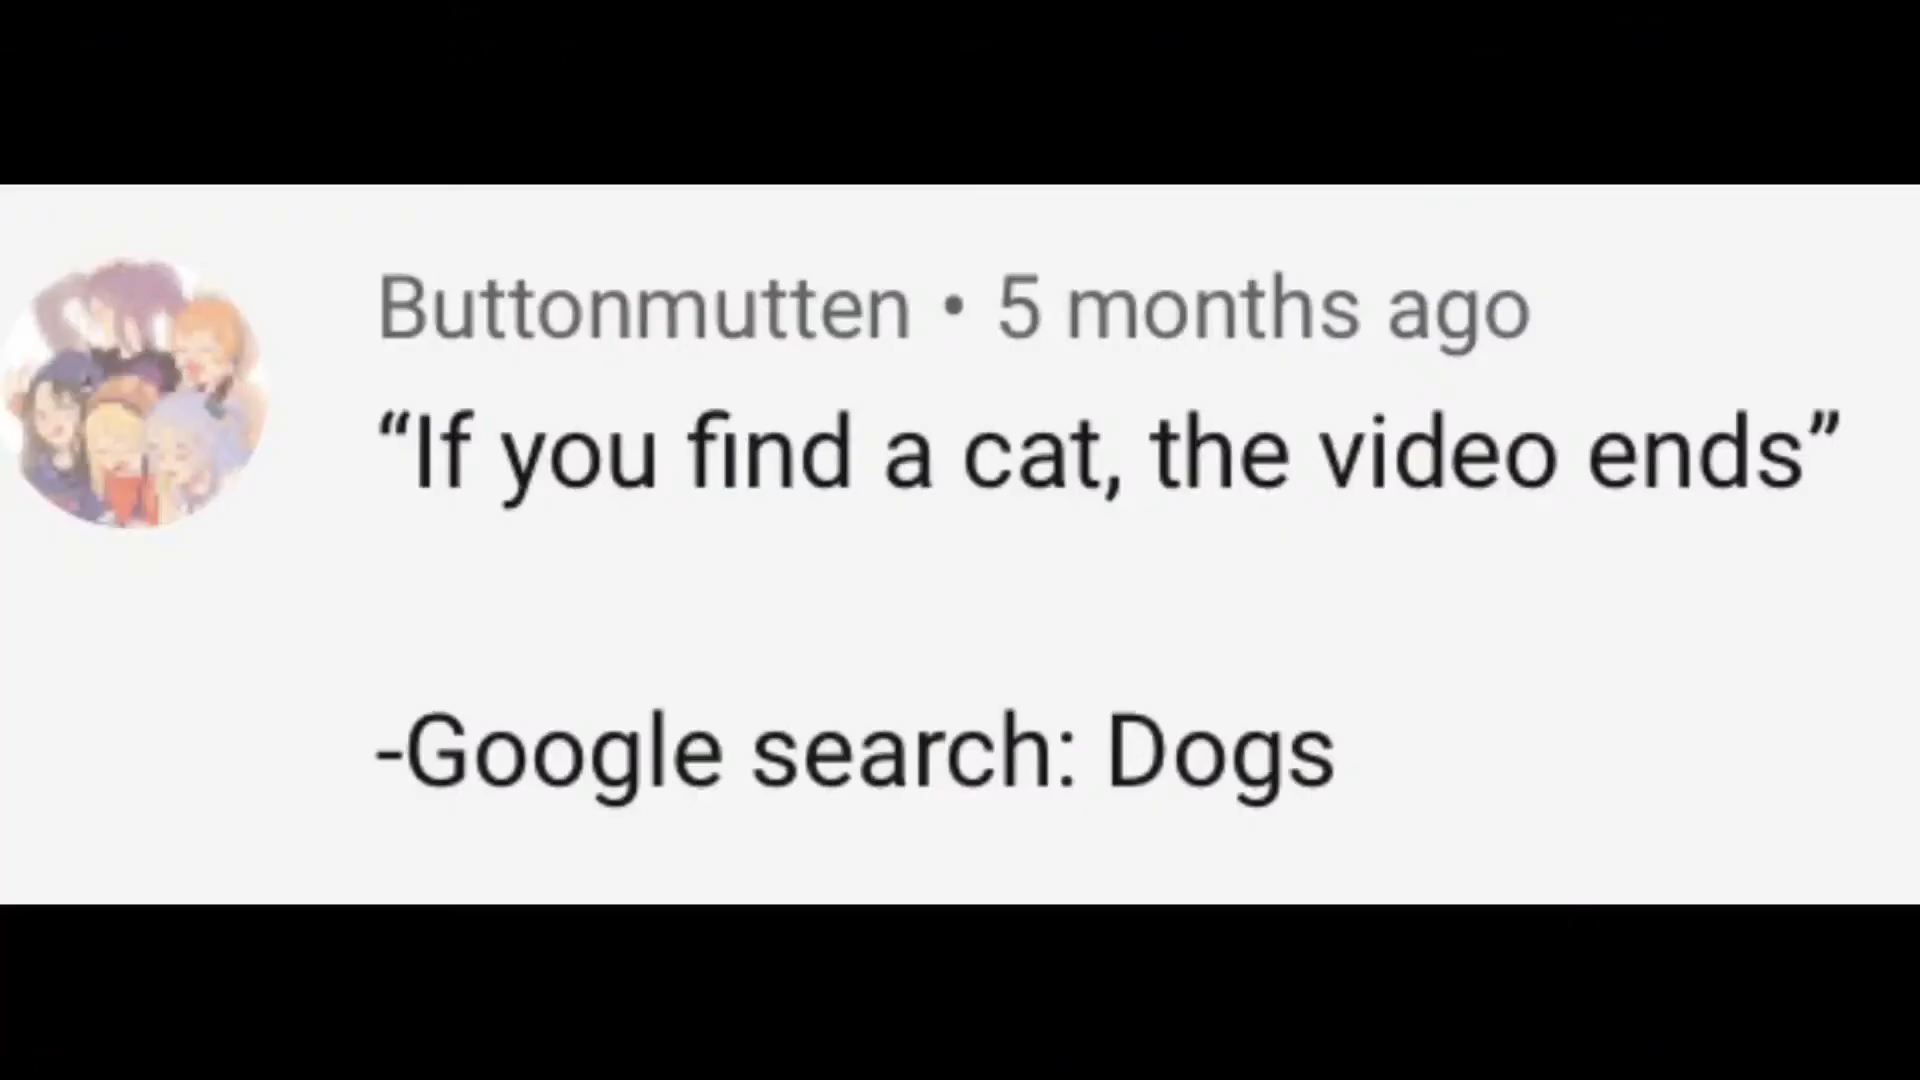 Buttonmutten • 5 months ago
“If you find a cat, the video ends”
-Google search: Dogs